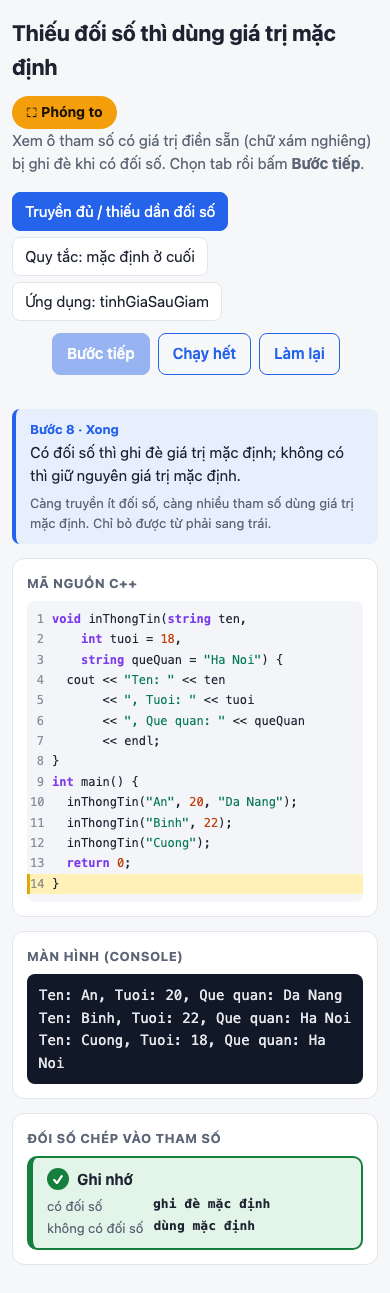 Thiếu đối số thì dùng giá trị mặc
định
Phóng to
Xem ô tham số có giá trị điền sẵn (chữ xám nghiêng)
bị ghi đè khi có đối số. Chọn tab rồi bấm Bước tiếp.
Truyền đủ / thiếu dần đối số
Quy tắc: mặc định ở cuối
Ứng dụng: tinhGiaSauGiam
Bước tiếp Chạy hết Làm lại
Bước 8 · Xong
Có đối số thì ghi đè giá trị mặc định; không có
thì giữ nguyên giá trị mặc định.
Càng truyền ít đối số, càng nhiều tham số dùng giá trị
mặc định. Chỉ bỏ được từ phải sang trái.
MÃ NGUỒN C++
1 void inThongTin(string ten,
2     int tuoi = 18,
3     string queQuan = "Ha Noi") {
4   cout << "Ten: " << ten
5        << ", Tuoi: " << tuoi
6        << ", Que quan: " << queQuan
7        << endl;
8 }
9 int main() {
10   inThongTin("An", 20, "Da Nang");
11   inThongTin("Binh", 22);
12   inThongTin("Cuong");
13   return 0;
14 }
MÀN HÌNH (CONSOLE)
Ten: An, Tuoi: 20, Que quan: Da Nang
Ten: Binh, Tuoi: 22, Que quan: Ha Noi
Ten: Cuong, Tuoi: 18, Que quan: Ha
Noi
ĐỐI SỐ CHÉP VÀO THAM SỐ
Ghi nhớ
có đối số ghi đè mặc định
không có đối số dùng mặc định